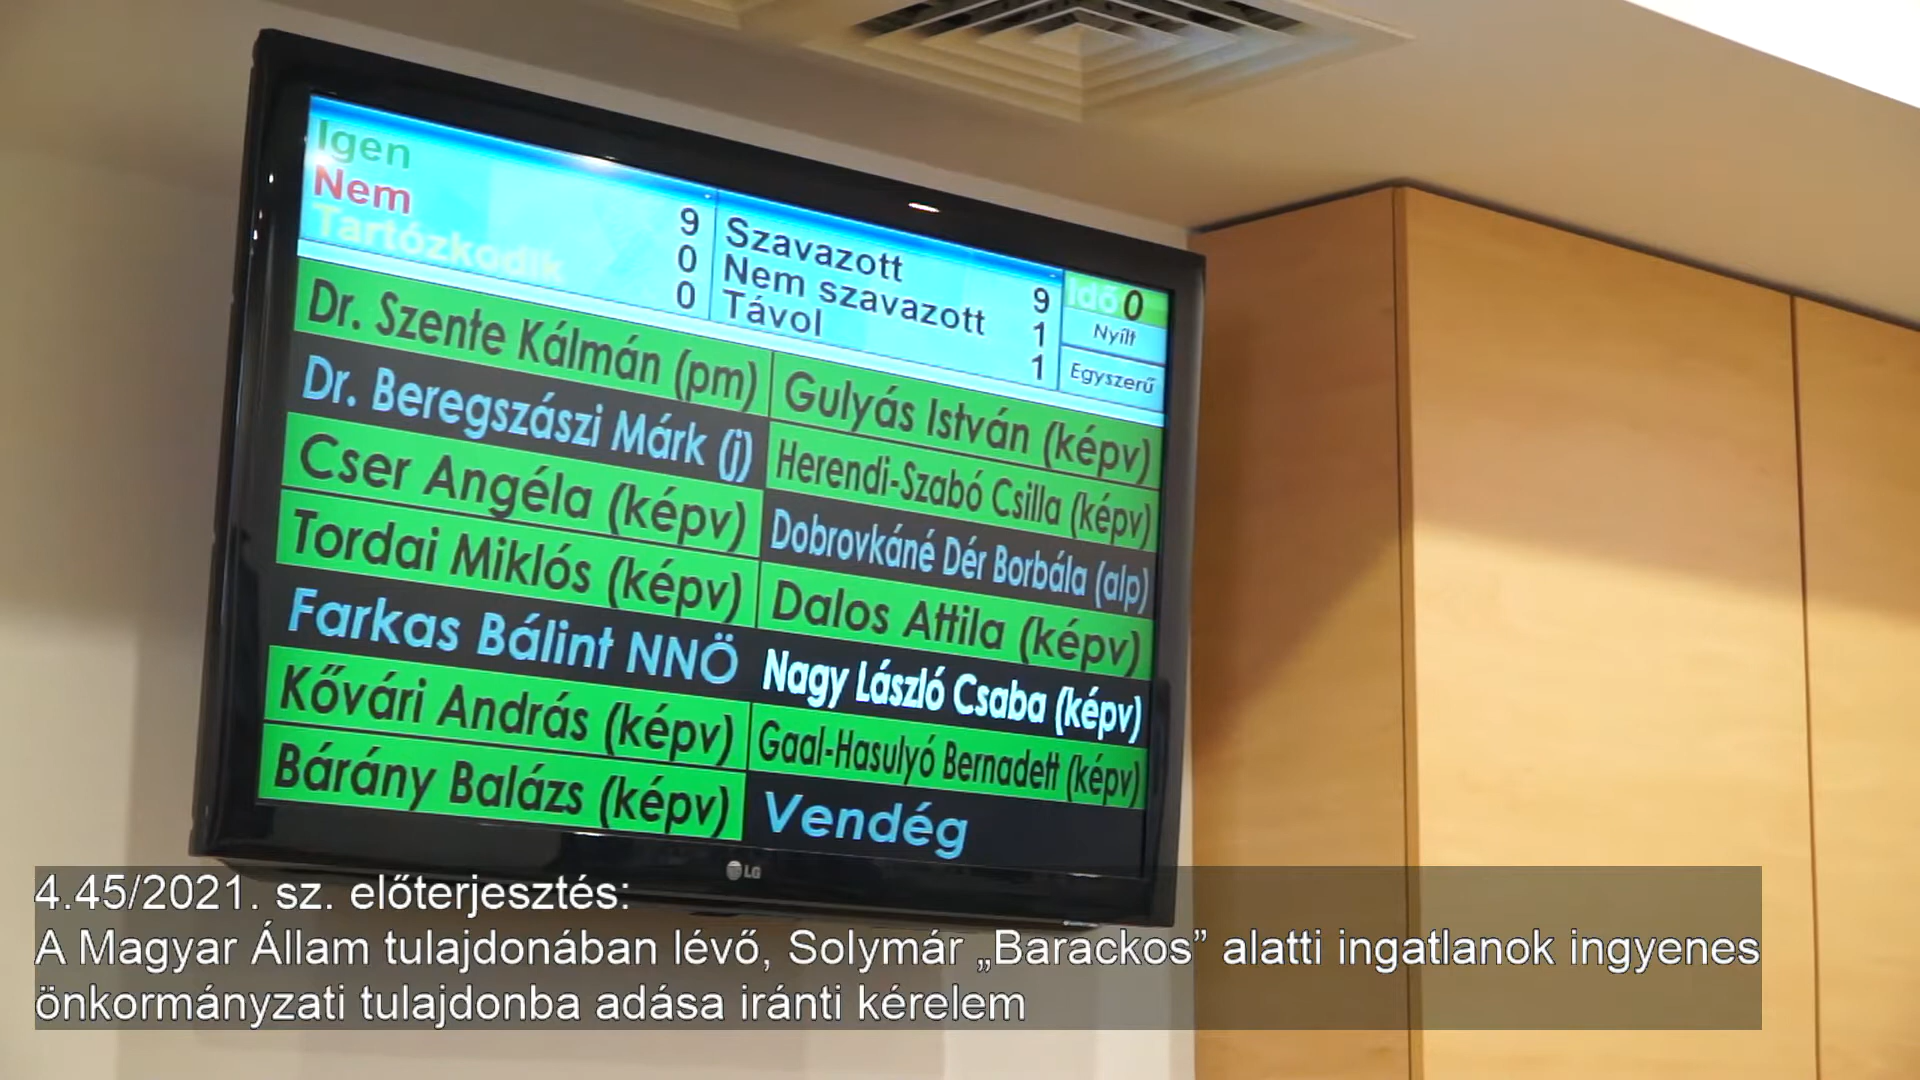 Igen 9
Nem 0
Tartózkodik 0
Szavazott 9
Nem szavazott 1
Távol 1
Idő 0
Nyílt
Egyszerű
Dr. Szente Kálmán (pm)
Dr. Beregszászi Márk (j)
Cser Angéla (képv)
Tordai Miklós (képv)
Farkas Bálint NNÖ
Kővári András (képv)
Bárány Balázs (képv)
Gulyás István (képv)
Herendi-Szabó Csilla (képv)
Dobrovkáné Dér Borbála (alp)
Dalos Attila (képv)
Nagy László Csaba (képv)
Gaal-Hasulyó Bernadett (képv)
Vendég
LG
4.45/2021. sz. előterjesztés:
A Magyar Állam tulajdonában lévő, Solymár „Barackos” alatti ingatlanok ingyenes
önkormányzati tulajdonba adása iránti kérelem